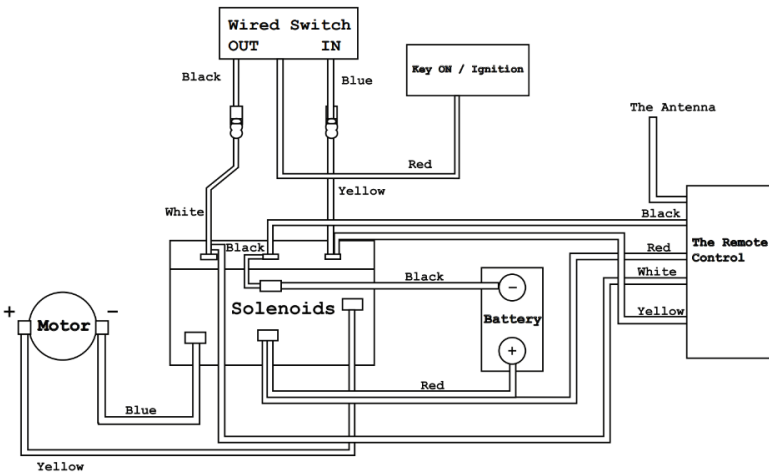 Wired Switch
OUT IN
Black
Blue
Key ON / Ignition
The Antenna
Red
Yellow
White
Black
Black
Red
The Remote
Control
White
Black
Yellow
Solenoids
−
Battery
+
+ Motor −
Red
Blue
Yellow